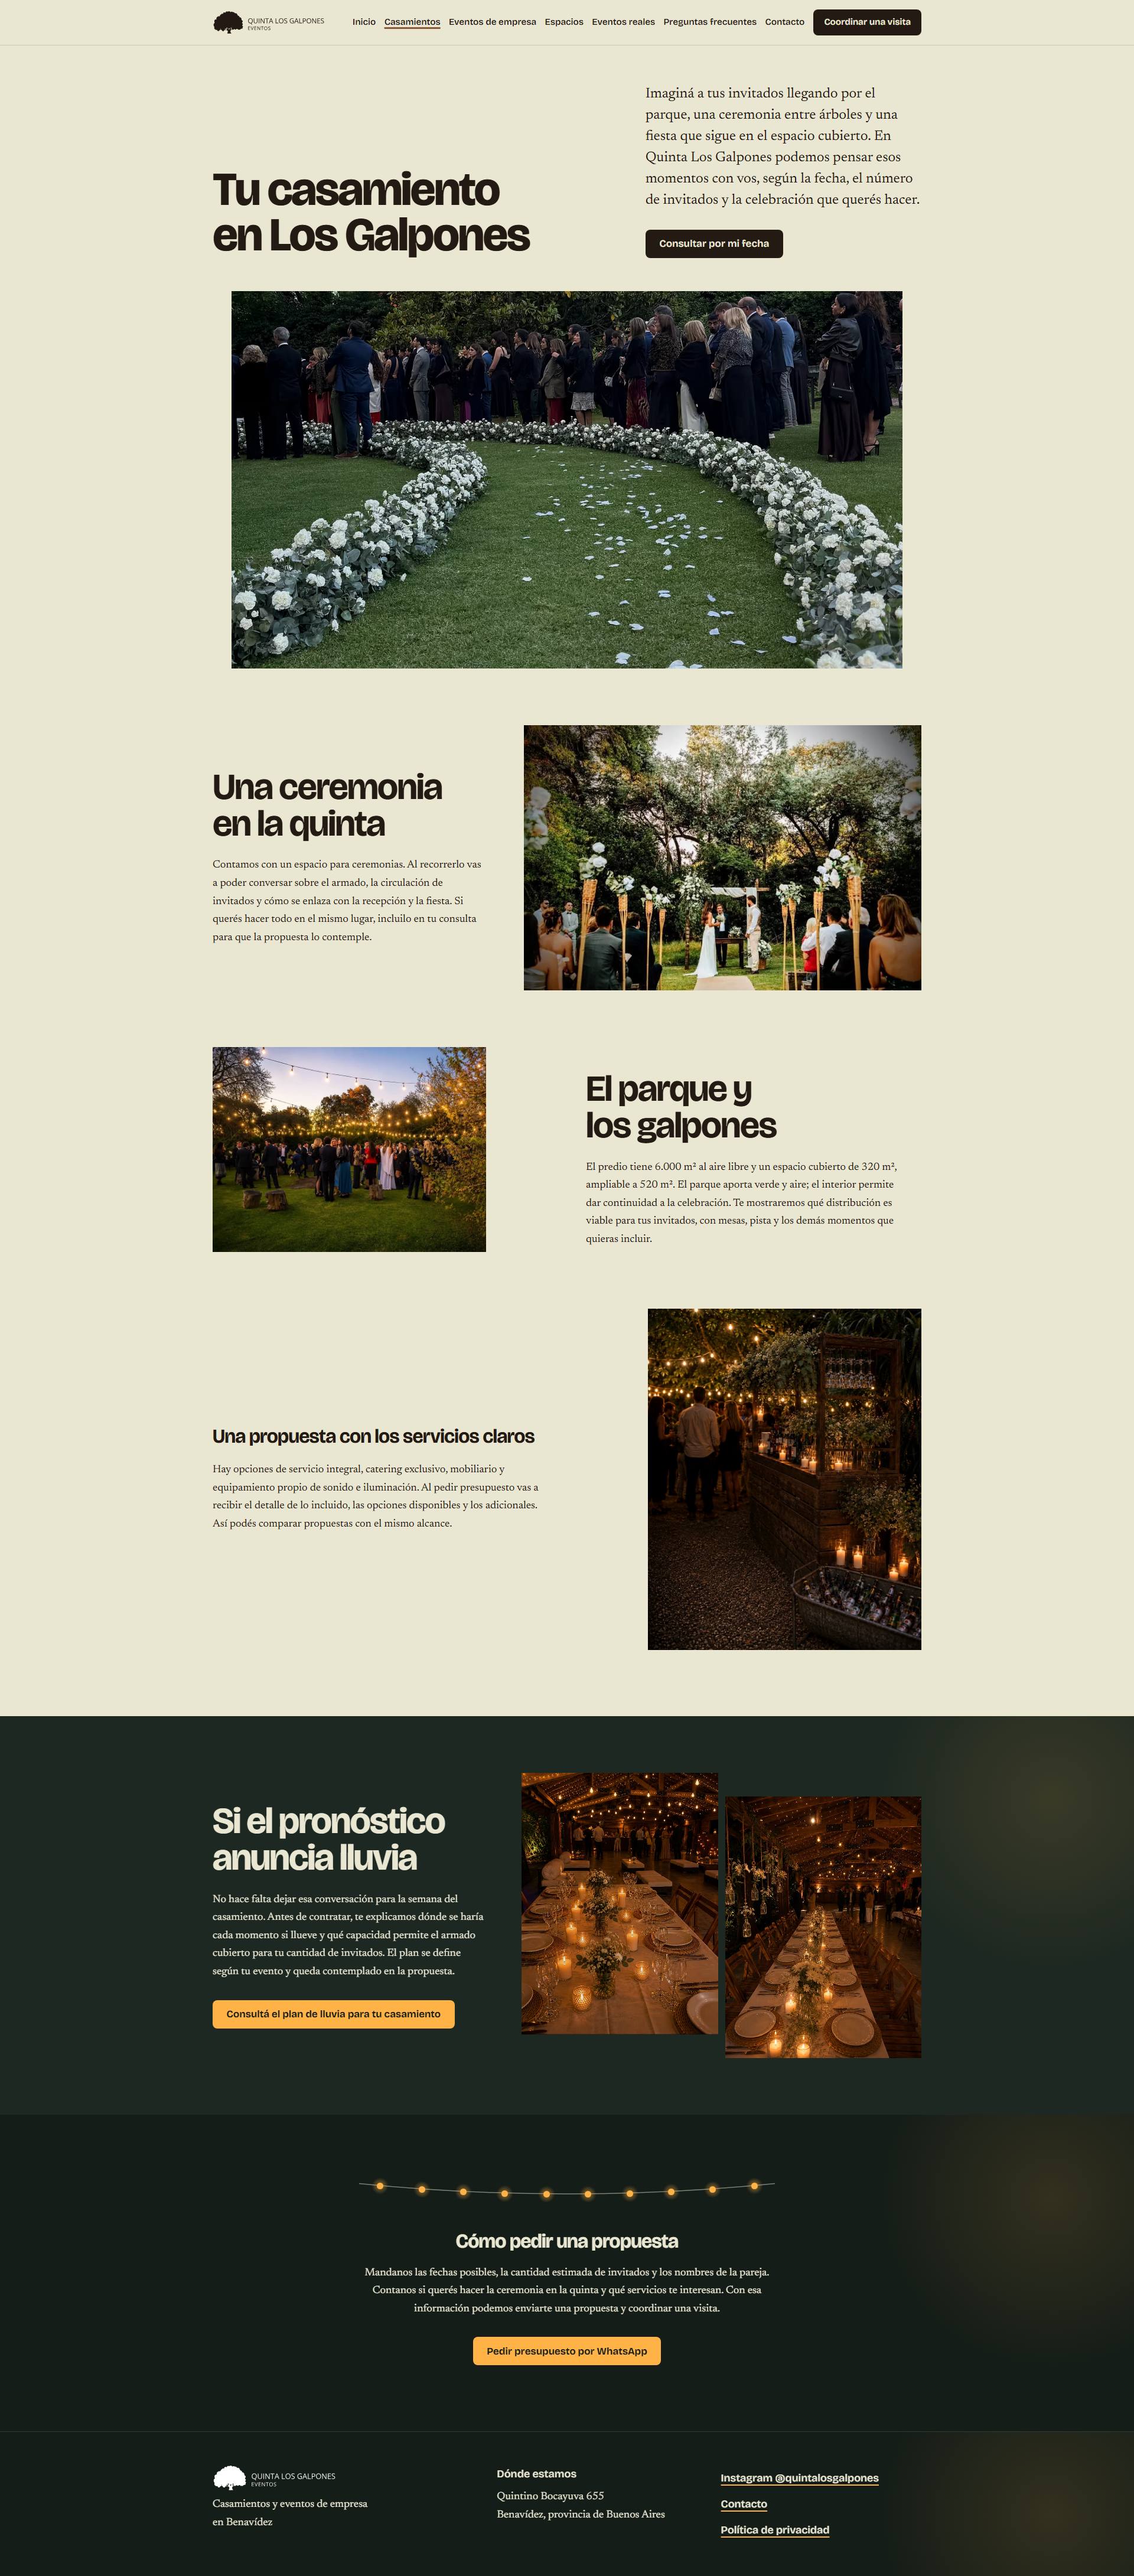 QUINTA LOS GALPONES
EVENTOS
Inicio
Casamientos
Eventos de empresa
Espacios
Eventos reales
Preguntas frecuentes
Contacto
Coordinar una visita
Tu casamiento
en Los Galpones
Imaginá a tus invitados llegando por el
parque, una ceremonia entre árboles y una
fiesta que sigue en el espacio cubierto. En
Quinta Los Galpones podemos pensar esos
momentos con vos, según la fecha, el número
de invitados y la celebración que querés hacer.
Consultar por mi fecha
Una ceremonia
en la quinta
Contamos con un espacio para ceremonias. Al recorrerlo vas
a poder conversar sobre el armado, la circulación de
invitados y cómo se enlaza con la recepción y la fiesta. Si
querés hacer todo en el mismo lugar, incluilo en tu consulta
para que la propuesta lo contemple.
El parque y
los galpones
El predio tiene 6.000 m² al aire libre y un espacio cubierto de 320 m²,
ampliable a 520 m². El parque aporta verde y aire; el interior permite
dar continuidad a la celebración. Te mostraremos qué distribución es
viable para tus invitados, con mesas, pista y los demás momentos que
quieras incluir.
Una propuesta con los servicios claros
Hay opciones de servicio integral, catering exclusivo, mobiliario y
equipamiento propio de sonido e iluminación. Al pedir presupuesto vas a
recibir el detalle de lo incluido, las opciones disponibles y los adicionales.
Así podés comparar propuestas con el mismo alcance.
Si el pronóstico
anuncia lluvia
No hace falta dejar esa conversación para la semana del
casamiento. Antes de contratar, te explicamos dónde se haría
cada momento si llueve y qué capacidad permite el armado
cubierto para tu cantidad de invitados. El plan se define
según tu evento y queda contemplado en la propuesta.
Consultá el plan de lluvia para tu casamiento
Cómo pedir una propuesta
Mandanos las fechas posibles, la cantidad estimada de invitados y los nombres de la pareja.
Contanos si querés hacer la ceremonia en la quinta y qué servicios te interesan. Con esa
información podemos enviarte una propuesta y coordinar una visita.
Pedir presupuesto por WhatsApp
QUINTA LOS GALPONES
EVENTOS
Casamientos y eventos de empresa
en Benavídez
Dónde estamos
Quintino Bocayuva 655
Benavídez, provincia de Buenos Aires
Instagram @quintalosgalpones
Contacto
Política de privacidad